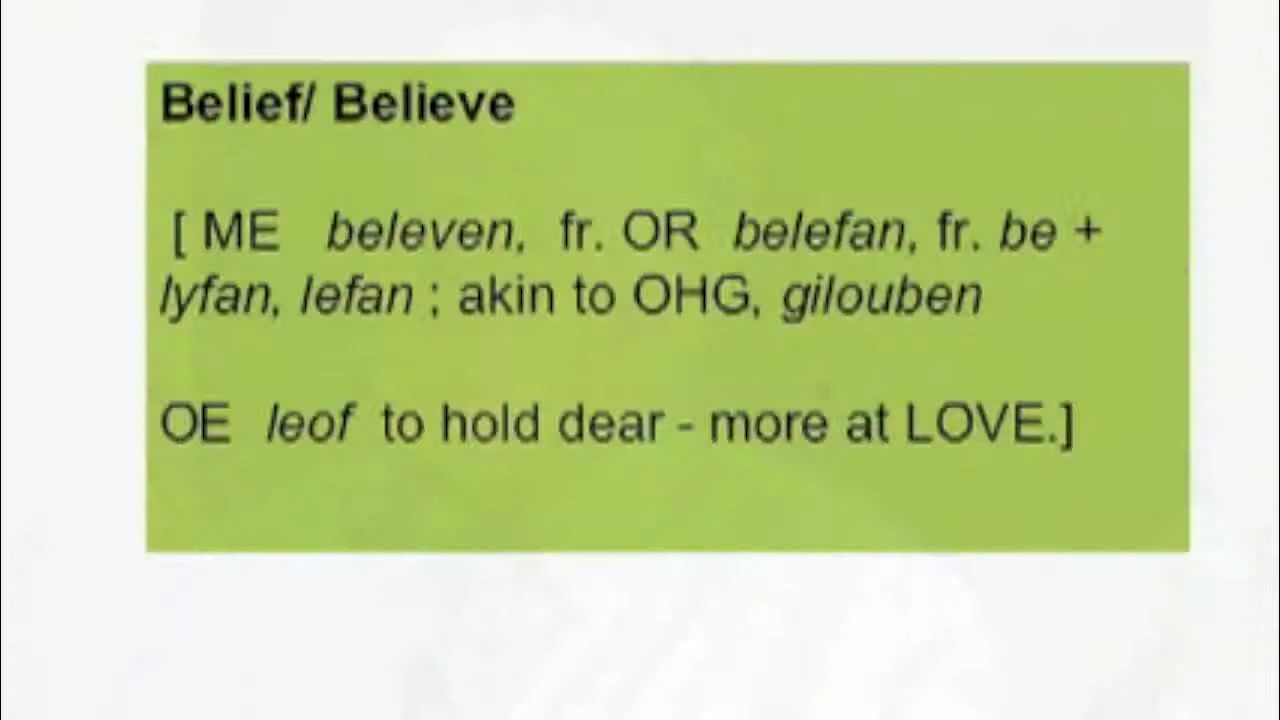 Belief/ Believe
[ ME beleven, fr. OR belefan, fr. be +
lyfan, lefan ; akin to OHG, gilouben
OE leof to hold dear - more at LOVE.]